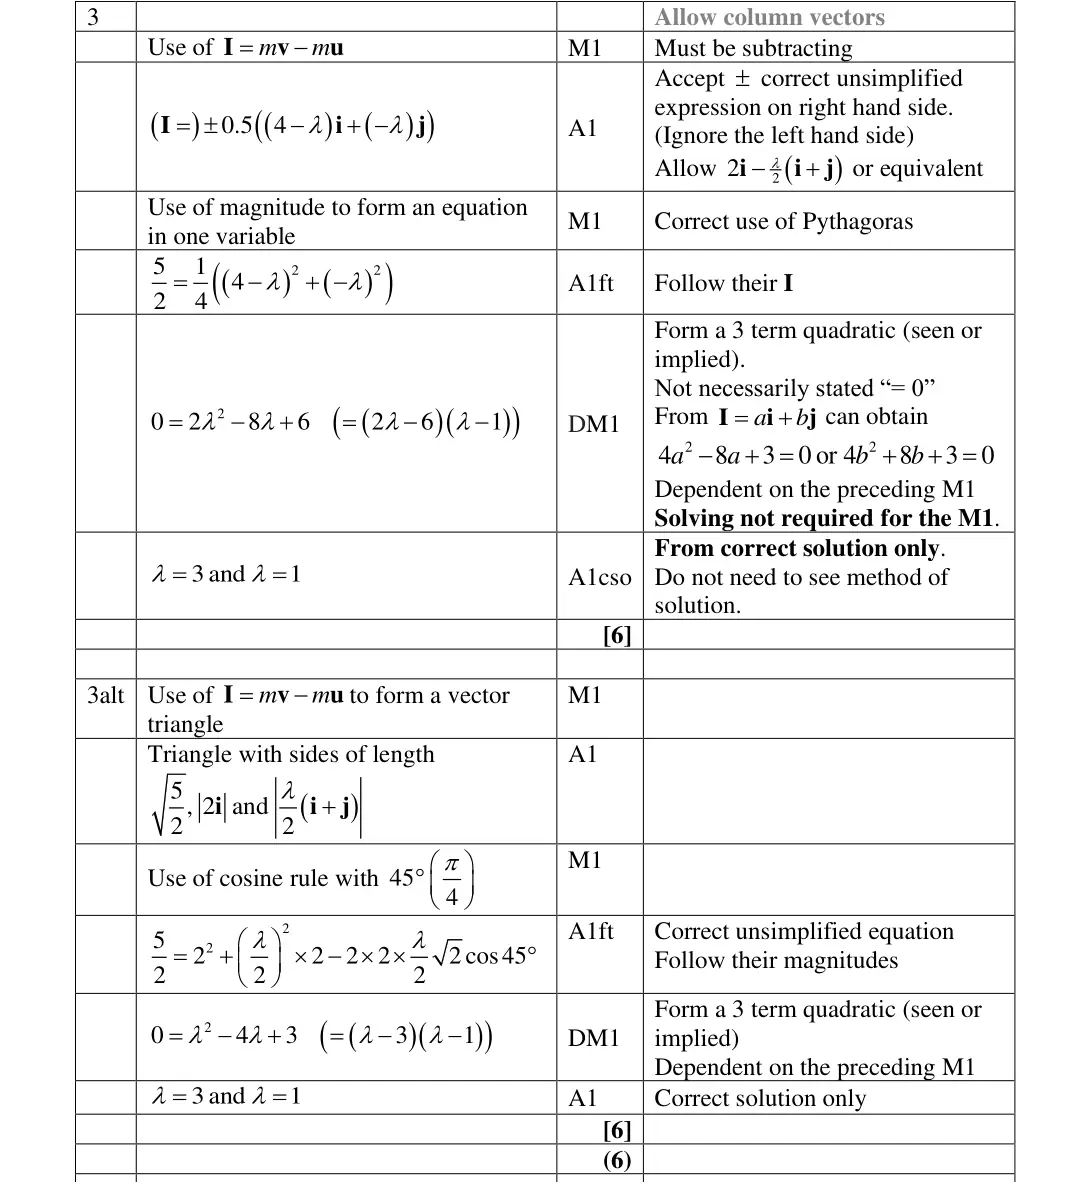 3 Allow column vectors
Use of I = mv − mu M1 Must be subtracting
(I =) ± 0.5((4 − λ)i + (−λ)j) A1 Accept ± correct unsimplified
expression on right hand side.
(Ignore the left hand side)
Allow 2i − λ/2 (i + j) or equivalent
Use of magnitude to form an equation
in one variable M1 Correct use of Pythagoras
5/2 = 1/4 ((4 − λ)² + (−λ)²) A1ft Follow their I
0 = 2λ² − 8λ + 6 (= (2λ − 6)(λ − 1)) DM1 Form a 3 term quadratic (seen or
implied).
Not necessarily stated “= 0”
From I = ai + bj can obtain
4a² − 8a + 3 = 0 or 4b² + 8b + 3 = 0
Dependent on the preceding M1
Solving not required for the M1.
λ = 3 and λ = 1 A1cso From correct solution only.
Do not need to see method of
solution.
[6]
3alt Use of I = mv − mu to form a vector
triangle M1
Triangle with sides of length A1
√(5/2), |2i| and |λ/2 (i + j)|
Use of cosine rule with 45° (π/4) M1
5/2 = 2² + (λ/2)² × 2 − 2 × 2 × λ/2 √2 cos 45° A1ft Correct unsimplified equation
Follow their magnitudes
0 = λ² − 4λ + 3 (= (λ − 3)(λ − 1)) DM1 Form a 3 term quadratic (seen or
implied)
Dependent on the preceding M1
λ = 3 and λ = 1 A1 Correct solution only
[6]
(6)